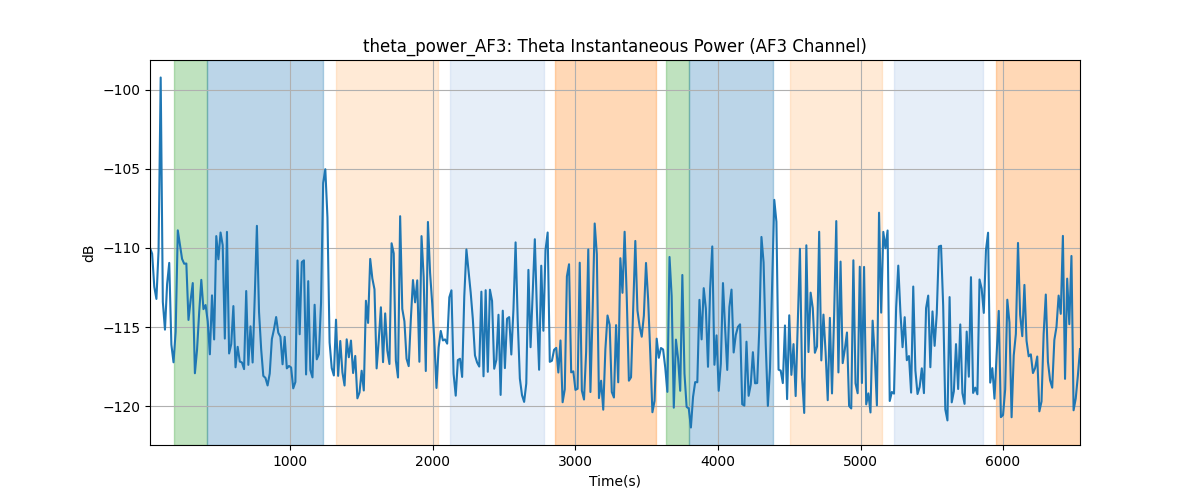 theta_power_AF3: Theta Instantaneous Power (AF3 Channel)
−100
−105
−110
−115
−120
dB
1000 2000 3000 4000 5000 6000
Time(s)